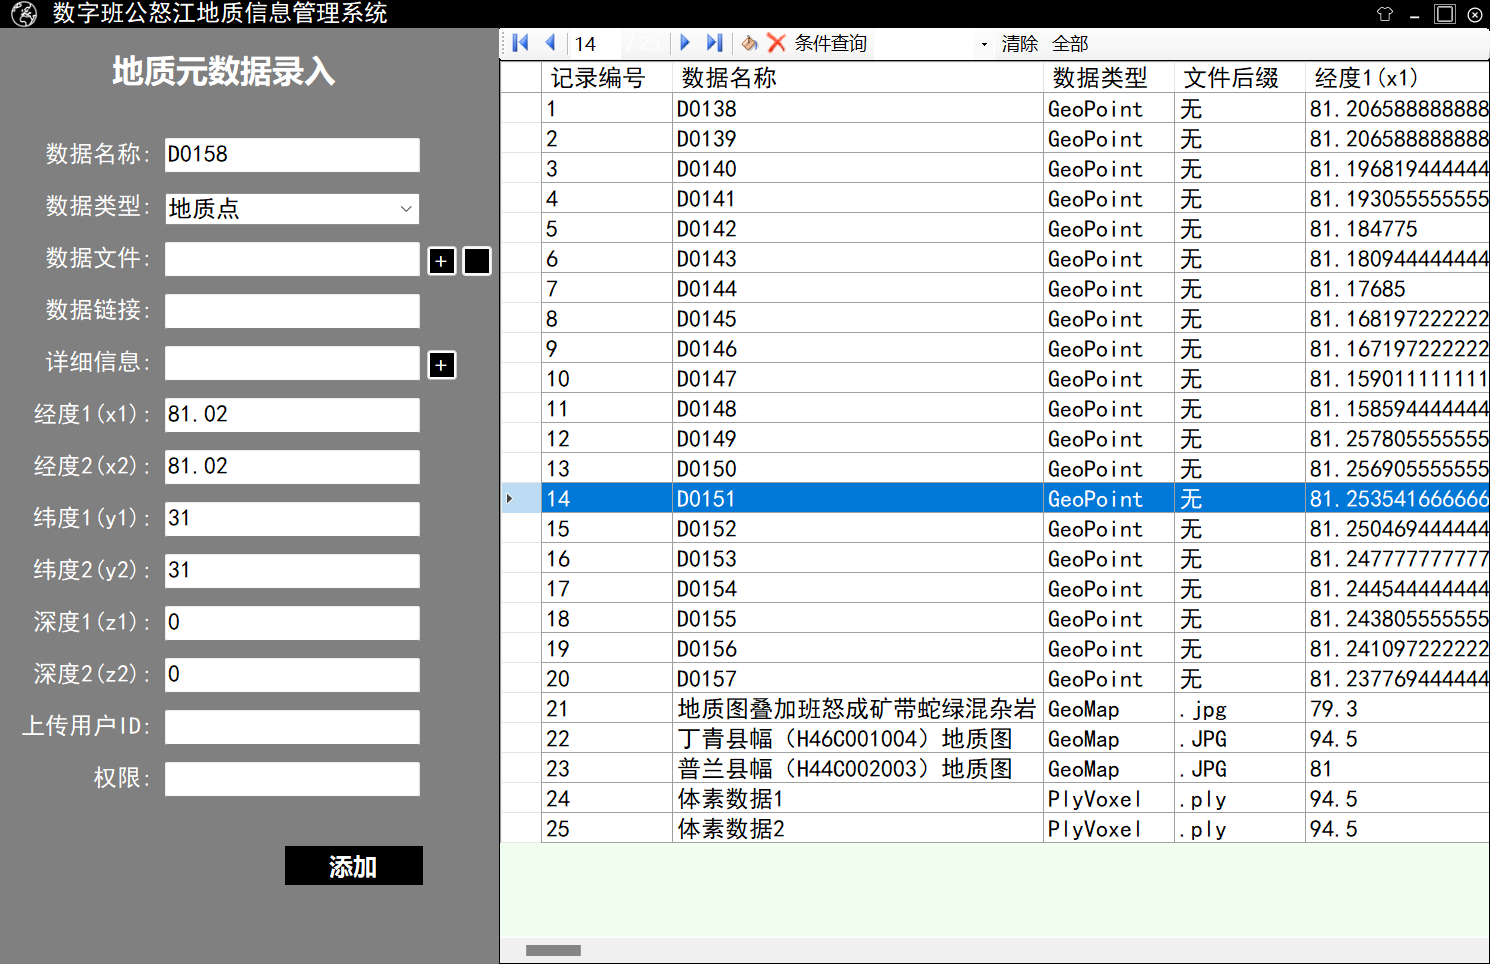 数字班公怒江地质信息管理系统
地质元数据录入
数据名称: D0158
数据类型: 地质点
数据文件: +
数据链接:
详细信息: +
经度1(x1): 81.02
经度2(x2): 81.02
纬度1(y1): 31
纬度2(y2): 31
深度1(z1): 0
深度2(z2): 0
上传用户ID:
权限:
添加
14 / 25 条件查询 清除 全部
记录编号 数据名称 数据类型 文件后缀 经度1(x1)
1 D0138 GeoPoint 无 81.206588888888
2 D0139 GeoPoint 无 81.206588888888
3 D0140 GeoPoint 无 81.196819444444
4 D0141 GeoPoint 无 81.193055555555
5 D0142 GeoPoint 无 81.184775
6 D0143 GeoPoint 无 81.180944444444
7 D0144 GeoPoint 无 81.17685
8 D0145 GeoPoint 无 81.168197222222
9 D0146 GeoPoint 无 81.167197222222
10 D0147 GeoPoint 无 81.159011111111
11 D0148 GeoPoint 无 81.158594444444
12 D0149 GeoPoint 无 81.257805555555
13 D0150 GeoPoint 无 81.256905555555
14 D0151 GeoPoint 无 81.253541666666
15 D0152 GeoPoint 无 81.250469444444
16 D0153 GeoPoint 无 81.247777777777
17 D0154 GeoPoint 无 81.244544444444
18 D0155 GeoPoint 无 81.243805555555
19 D0156 GeoPoint 无 81.241097222222
20 D0157 GeoPoint 无 81.237769444444
21 地质图叠加班怒成矿带蛇绿混杂岩 GeoMap .jpg 79.3
22 丁青县幅（H46C001004）地质图 GeoMap .JPG 94.5
23 普兰县幅（H44C002003）地质图 GeoMap .JPG 81
24 体素数据1 PlyVoxel .ply 94.5
25 体素数据2 PlyVoxel .ply 94.5